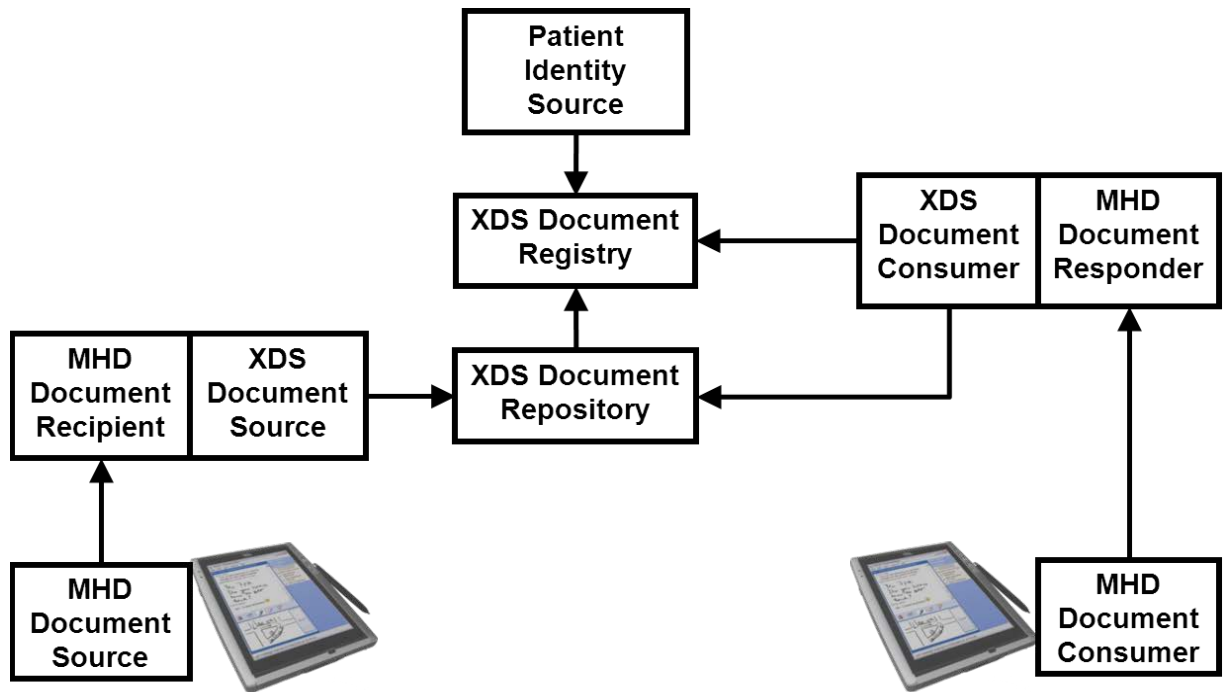 Patient
Identity
Source
XDS Document
Registry
XDS
Document
Consumer
MHD
Document
Responder
MHD
Document
Recipient
XDS
Document
Source
XDS Document
Repository
MHD
Document
Source
MHD
Document
Consumer